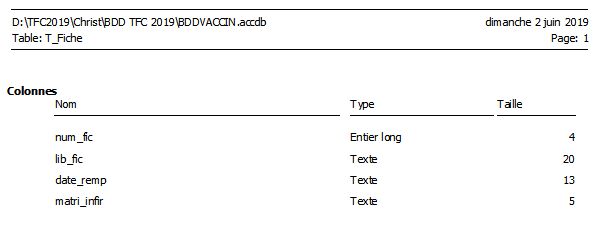 D:\TFC2019\Christ\BDD TFC 2019\BDDVACCIN.accdb dimanche 2 juin 2019
Table: T_Fiche Page: 1
Colonnes
Nom Type Taille
num_fic Entier long 4
lib_fic Texte 20
date_remp Texte 13
matri_infir Texte 5